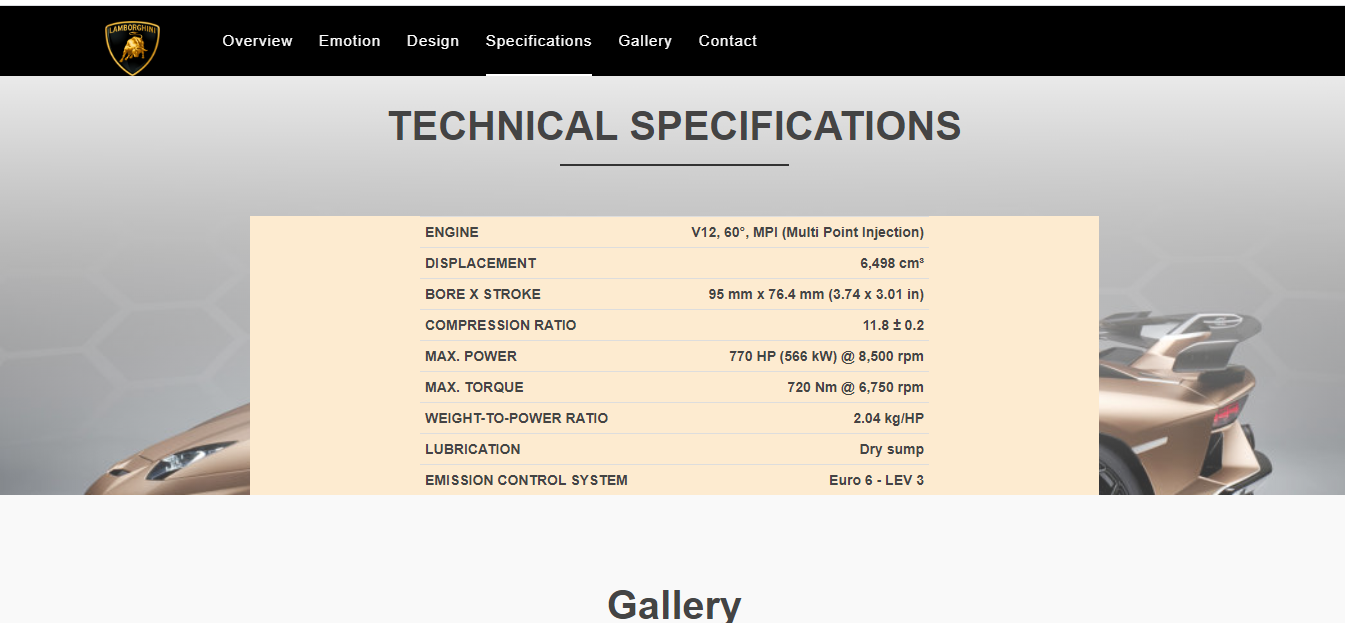 LAMBORGHINI
Overview Emotion Design Specifications Gallery Contact
TECHNICAL SPECIFICATIONS
ENGINE V12, 60°, MPI (Multi Point Injection)
DISPLACEMENT 6,498 cm³
BORE X STROKE 95 mm x 76.4 mm (3.74 x 3.01 in)
COMPRESSION RATIO 11.8 ± 0.2
MAX. POWER 770 HP (566 kW) @ 8,500 rpm
MAX. TORQUE 720 Nm @ 6,750 rpm
WEIGHT-TO-POWER RATIO 2.04 kg/HP
LUBRICATION Dry sump
EMISSION CONTROL SYSTEM Euro 6 - LEV 3
Gallery